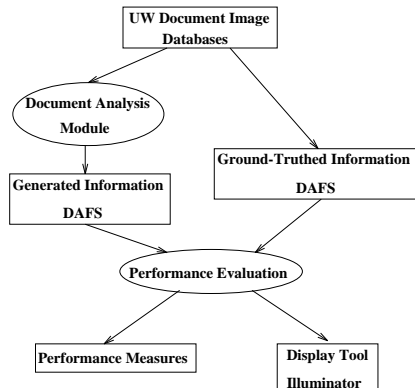 UW Document Image
Databases
Document Analysis
Module
Ground-Truthed Information
DAFS
Generated Information
DAFS
Performance Evaluation
Performance Measures
Display Tool
Illuminator